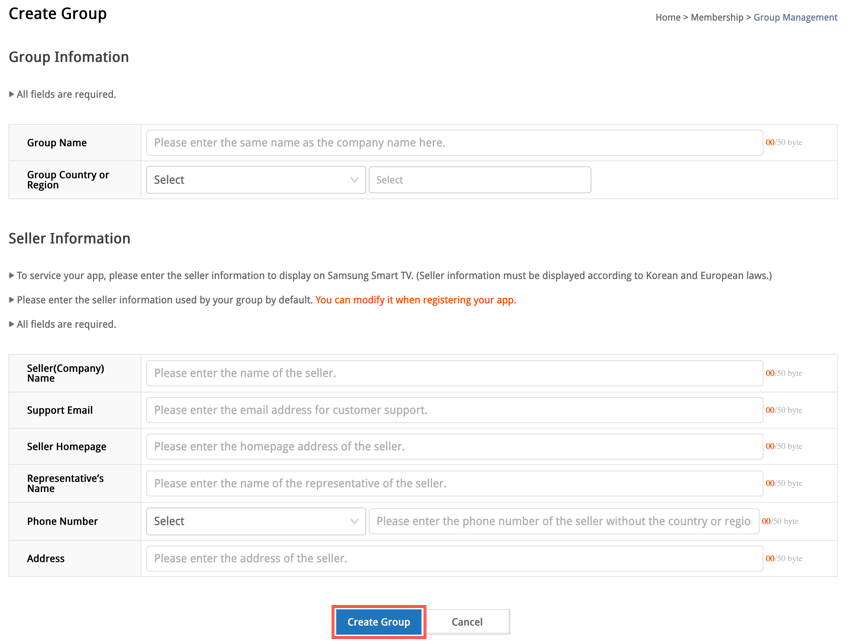 Create Group
Home > Membership > Group Management
Group Infomation
All fields are required.
Group Name
Please enter the same name as the company name here.
00/50 byte
Group Country or
Region
Select
Select
Seller Information
To service your app, please enter the seller information to display on Samsung Smart TV. (Seller information must be displayed according to Korean and European laws.)
Please enter the seller information used by your group by default. You can modify it when registering your app.
All fields are required.
Seller(Company)
Name
Please enter the name of the seller.
00/50 byte
Support Email
Please enter the email address for customer support.
00/50 byte
Seller Homepage
Please enter the homepage address of the seller.
00/50 byte
Representative's
Name
Please enter the name of the representative of the seller.
00/50 byte
Phone Number
Select
Please enter the phone number of the seller without the country or regio
00/50 byte
Address
Please enter the address of the seller.
00/50 byte
Create Group
Cancel